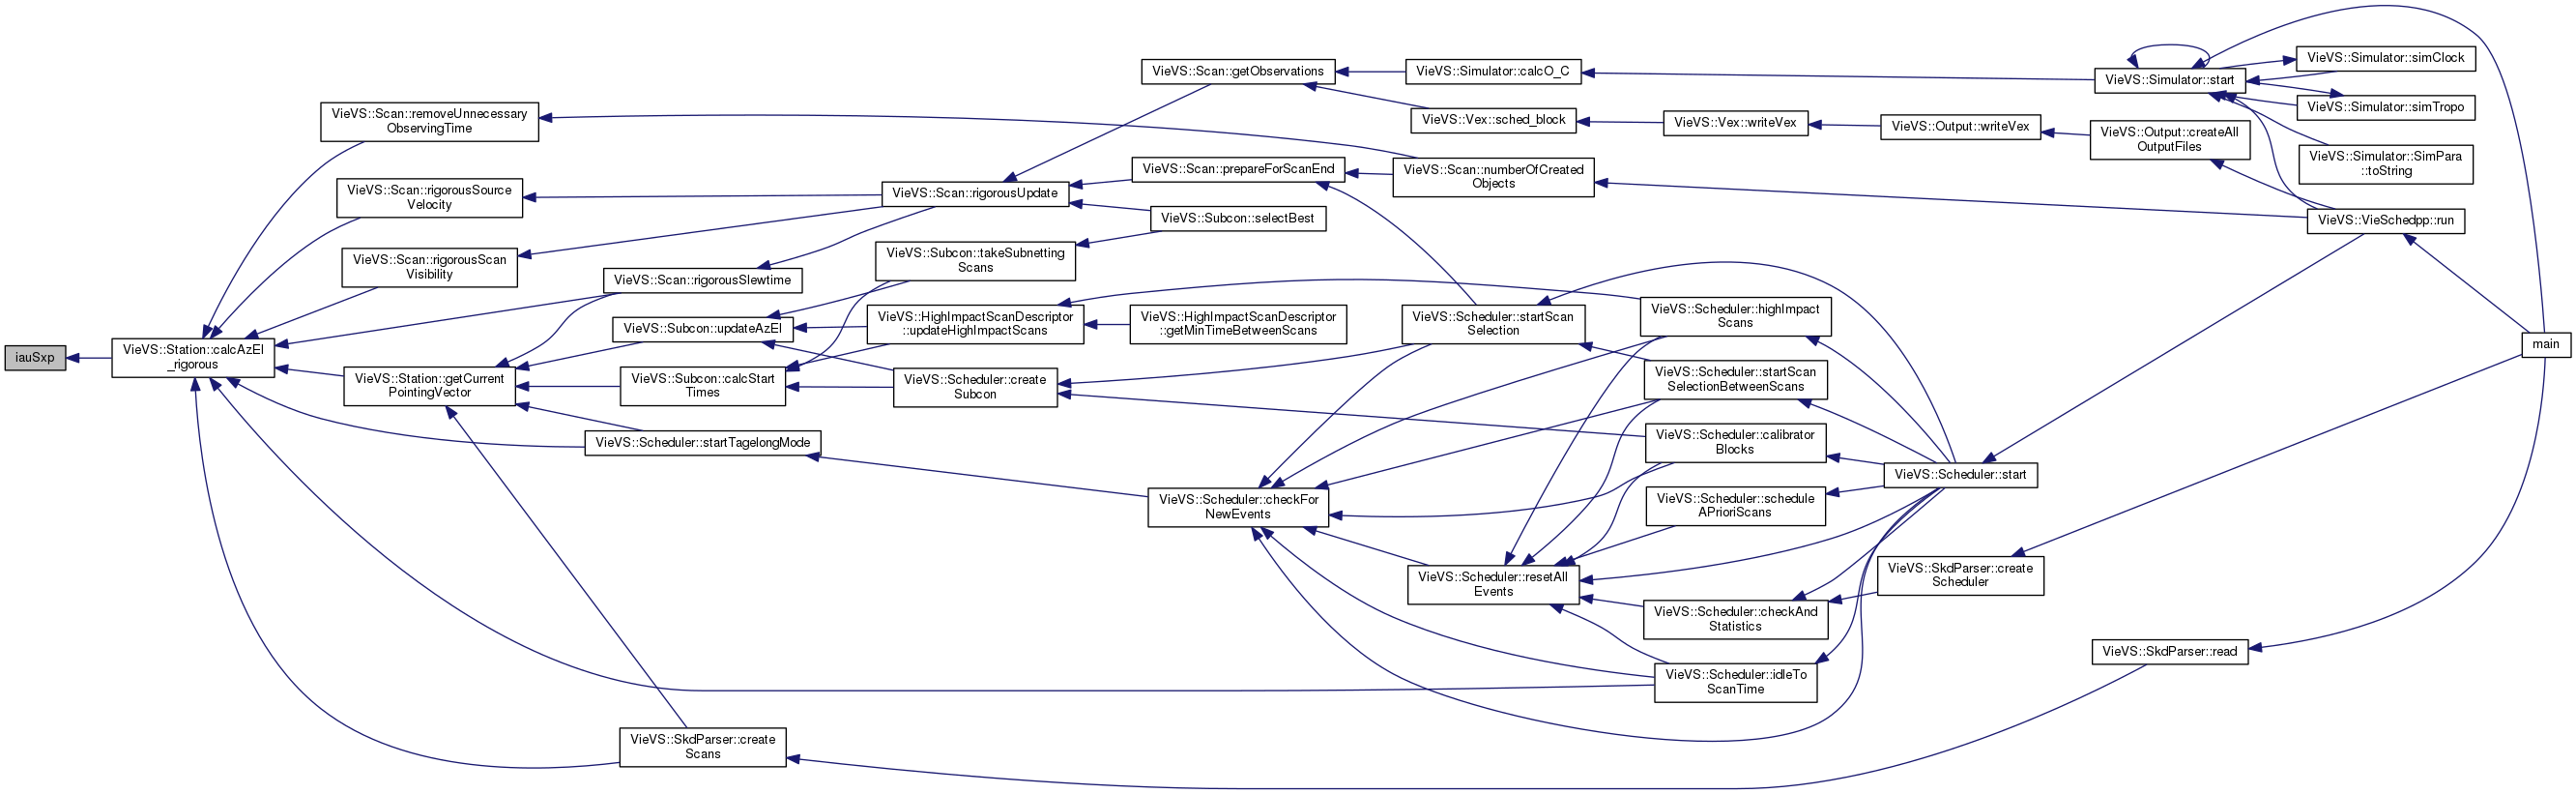 iauSxp
VieVS::Station::calcAzEl
_rigorous
VieVS::Scan::removeUnnecessary
ObservingTime
VieVS::Scan::rigorousSource
Velocity
VieVS::Scan::rigorousScan
Visibility
VieVS::Station::getCurrent
PointingVector
VieVS::Scan::rigorousSlewtime
VieVS::Subcon::updateAzEl
VieVS::Subcon::calcStart
Times
VieVS::Scheduler::startTagelongMode
VieVS::SkdParser::create
Scans
VieVS::Scan::rigorousUpdate
VieVS::Subcon::takeSubnetting
Scans
VieVS::HighImpactScanDescriptor
::updateHighImpactScans
VieVS::Scheduler::create
Subcon
VieVS::Scan::getObservations
VieVS::Scan::prepareForScanEnd
VieVS::Subcon::selectBest
VieVS::HighImpactScanDescriptor
::getMinTimeBetweenScans
VieVS::Scheduler::checkFor
NewEvents
VieVS::Simulator::calcO_C
VieVS::Vex::sched_block
VieVS::Scan::numberOfCreated
Objects
VieVS::Scheduler::startScan
Selection
VieVS::Scheduler::resetAll
Events
VieVS::Vex::writeVex
VieVS::Scheduler::highImpact
Scans
VieVS::Scheduler::startScan
SelectionBetweenScans
VieVS::Scheduler::calibrator
Blocks
VieVS::Scheduler::schedule
APrioriScans
VieVS::Scheduler::checkAnd
Statistics
VieVS::Scheduler::idleTo
ScanTime
VieVS::Output::writeVex
VieVS::Scheduler::start
VieVS::SkdParser::create
Scheduler
VieVS::Simulator::start
VieVS::Output::createAll
OutputFiles
VieVS::SkdParser::read
VieVS::Simulator::simClock
VieVS::Simulator::simTropo
VieVS::Simulator::SimPara
::toString
VieVS::VieSchedpp::run
main